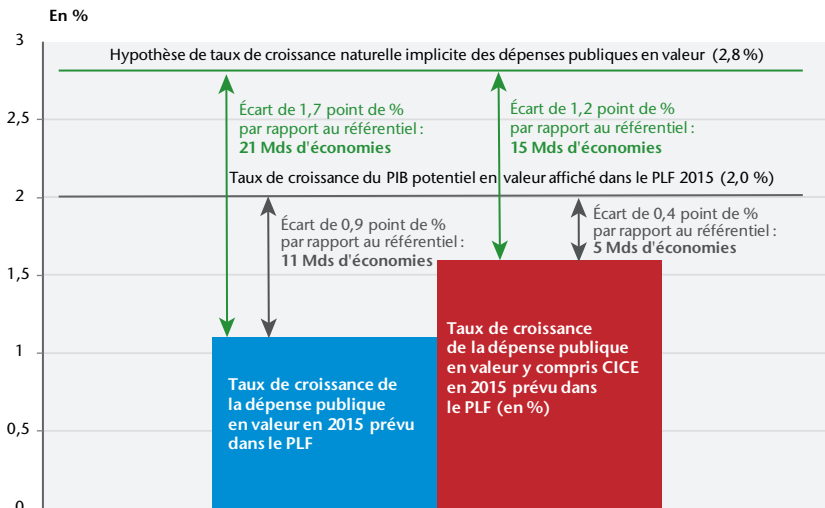 En %
3
Hypothèse de taux de croissance naturelle implicite des dépenses publiques en valeur (2,8 %)
Écart de 1,7 point de %
par rapport au référentiel :
21 Mds d'économies
Écart de 1,2 point de %
par rapport au référentiel :
15 Mds d'économies
2,5
Taux de croissance du PIB potentiel en valeur affiché dans le PLF 2015 (2,0 %)
2
Écart de 0,9 point de %
par rapport au référentiel :
11 Mds d'économies
Écart de 0,4 point de %
par rapport au référentiel :
5 Mds d'économies
1,5
Taux de croissance
de la dépense publique
en valeur y compris CICE
en 2015 prévu dans
le PLF (en %)
1
Taux de croissance de
la dépense publique
en valeur en 2015 prévu
dans le PLF
0,5
0